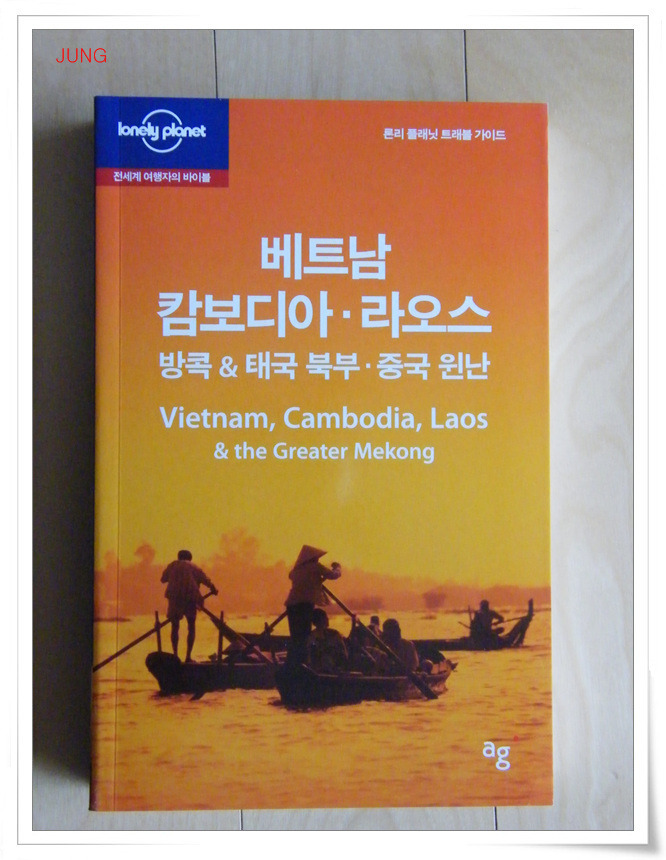 JUNG
lonely planet
전세계 여행자의 바이블
론리 플래닛 트래블 가이드
베트남
캄보디아·라오스
방콕 & 태국 북부·중국 윈난
Vietnam, Cambodia, Laos
& the Greater Mekong
ag